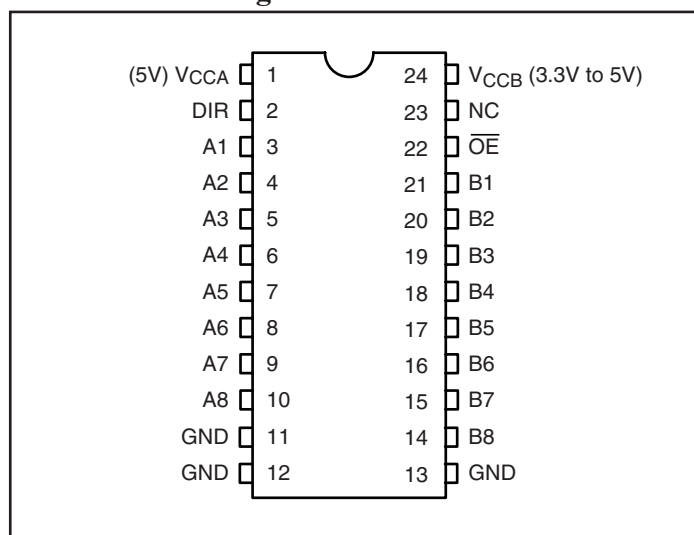 g
(5V) VCCA 1 24 VCCB (3.3V to 5V)
DIR 2 23 NC
A1 3 22 O̅E̅
A2 4 21 B1
A3 5 20 B2
A4 6 19 B3
A5 7 18 B4
A6 8 17 B5
A7 9 16 B6
A8 10 15 B7
GND 11 14 B8
GND 12 13 GND